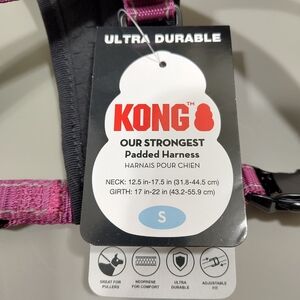 ULTRA DURABLE
KONG™
OUR STRONGEST
Padded Harness
HARNAIS POUR CHIEN
NECK: 12.5 in-17.5 in (31.8-44.5 cm)
GIRTH: 17 in-22 in (43.2-55.9 cm)
S
GREAT FOR PULLERS
NEOPRENE FOR COMFORT
ULTRA DURABLE
ADJUSTABLE FIT